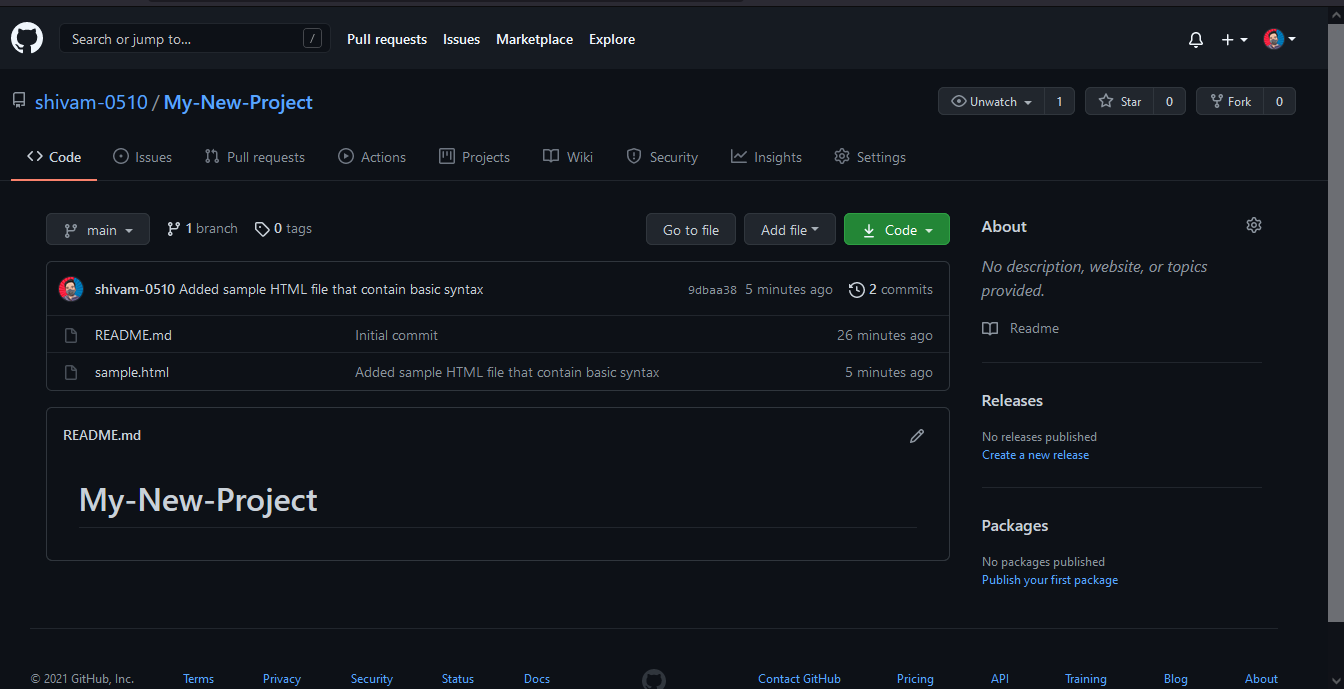 Search or jump to... /
Pull requests Issues Marketplace Explore
shivam-0510 / My-New-Project
Unwatch 1 Star 0 Fork 0
Code Issues Pull requests Actions Projects Wiki Security Insights Settings
main 1 branch 0 tags Go to file Add file Code
shivam-0510 Added sample HTML file that contain basic syntax 9dbaa38 5 minutes ago 2 commits
README.md Initial commit 26 minutes ago
sample.html Added sample HTML file that contain basic syntax 5 minutes ago
README.md
My-New-Project
About
No description, website, or topics
provided.
Readme
Releases
No releases published
Create a new release
Packages
No packages published
Publish your first package
© 2021 GitHub, Inc. Terms Privacy Security Status Docs Contact GitHub Pricing API Training Blog About